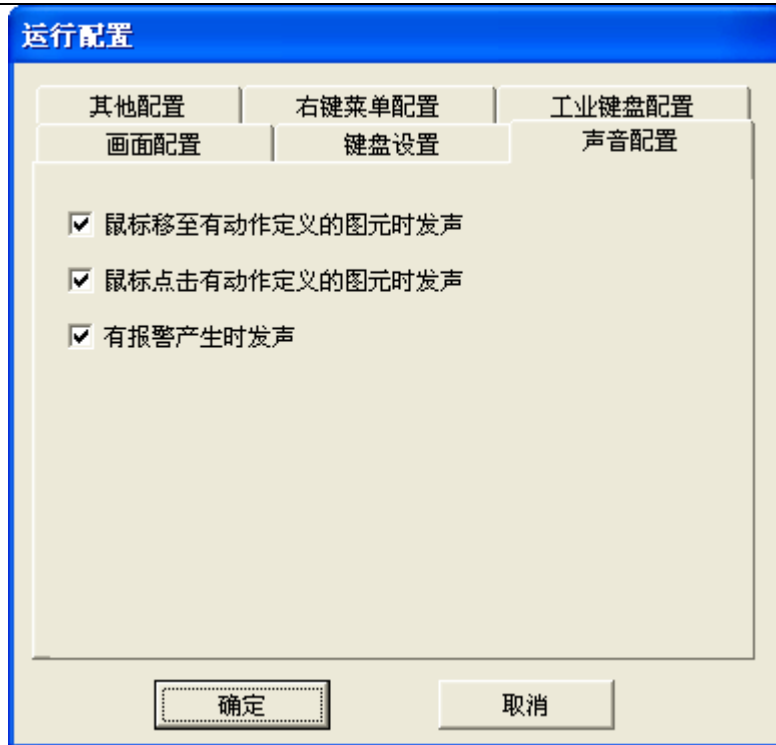 运行配置
其他配置 右键菜单配置 工业键盘配置
画面配置 键盘设置 声音配置
鼠标移至有动作定义的图元时发声
鼠标点击有动作定义的图元时发声
有报警产生时发声
确定 取消